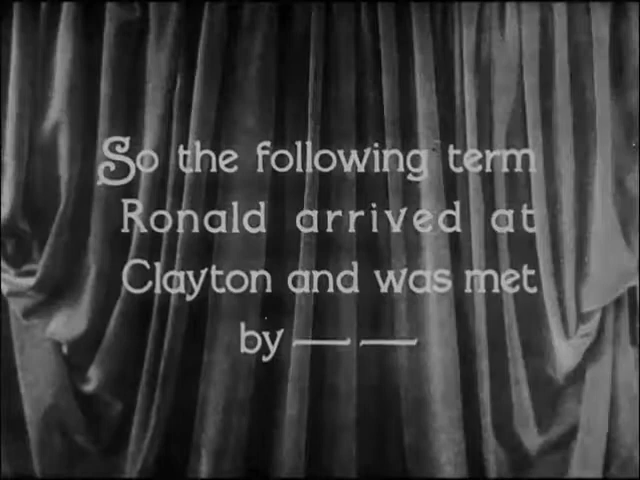 So the following term
Ronald arrived at
Clayton and was met
by — —